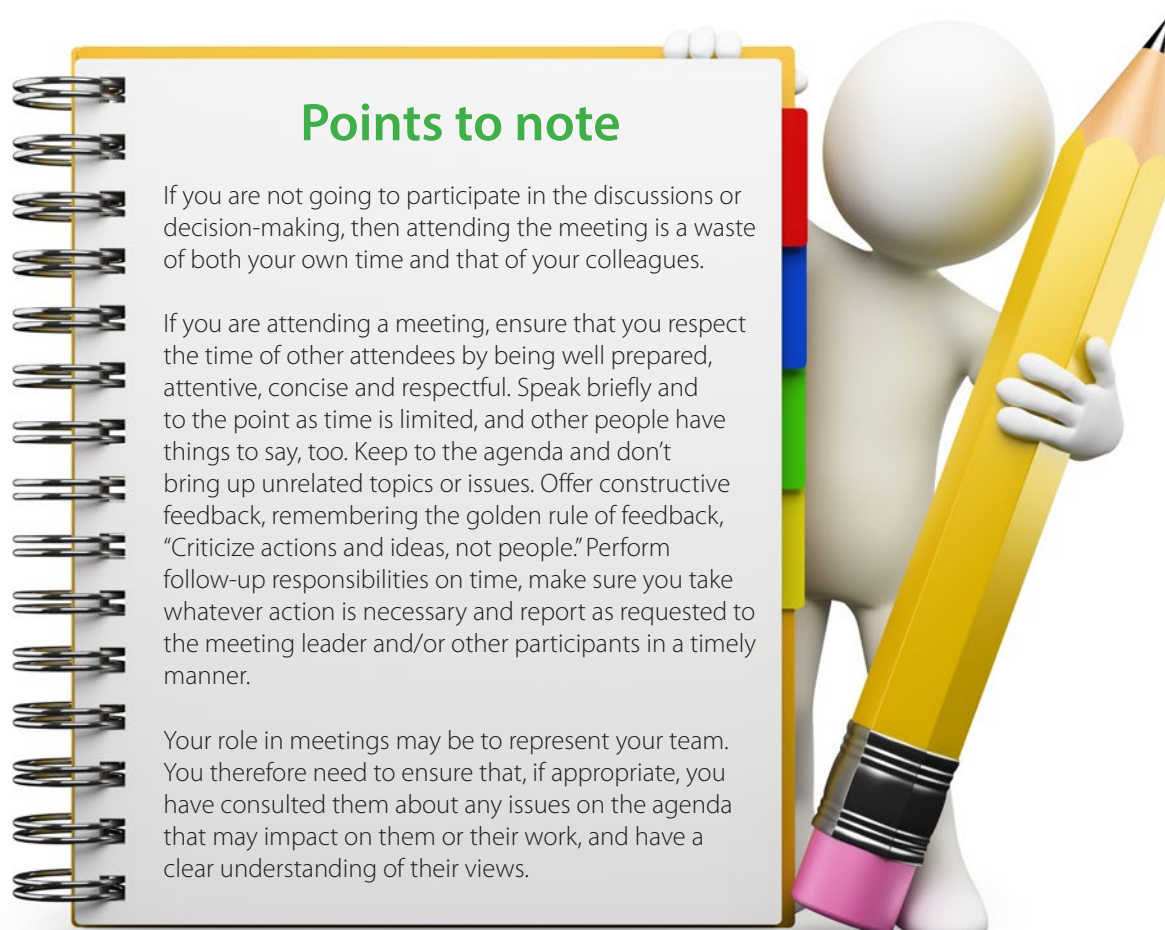 Points to note
If you are not going to participate in the discussions or
decision-making, then attending the meeting is a waste
of both your own time and that of your colleagues.
If you are attending a meeting, ensure that you respect
the time of other attendees by being well prepared,
attentive, concise and respectful. Speak briefly and
to the point as time is limited, and other people have
things to say, too. Keep to the agenda and don’t
bring up unrelated topics or issues. Offer constructive
feedback, remembering the golden rule of feedback,
“Criticize actions and ideas, not people.” Perform
follow-up responsibilities on time, make sure you take
whatever action is necessary and report as requested to
the meeting leader and/or other participants in a timely
manner.
Your role in meetings may be to represent your team.
You therefore need to ensure that, if appropriate, you
have consulted them about any issues on the agenda
that may impact on them or their work, and have a
clear understanding of their views.